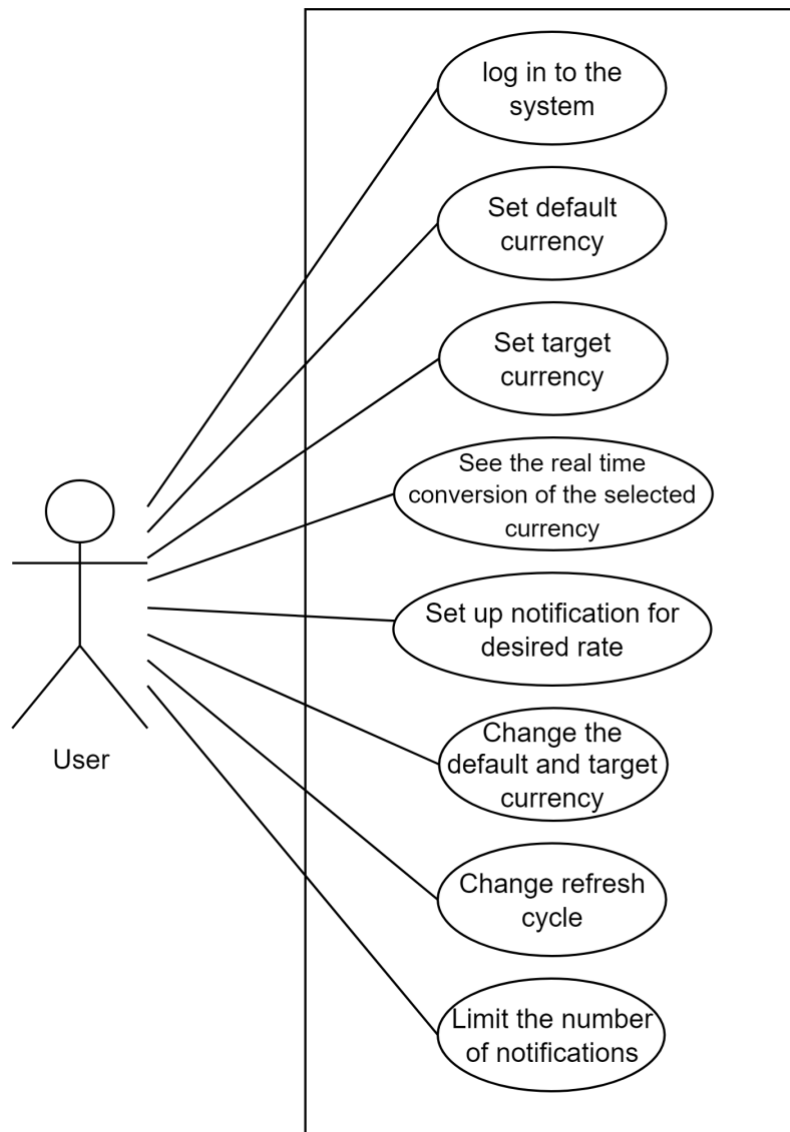 log in to the
system
Set default
currency
Set target
currency
See the real time
conversion of the selected
currency
Set up notification for
desired rate
User
Change the
default and target
currency
Change refresh
cycle
Limit the number
of notifications